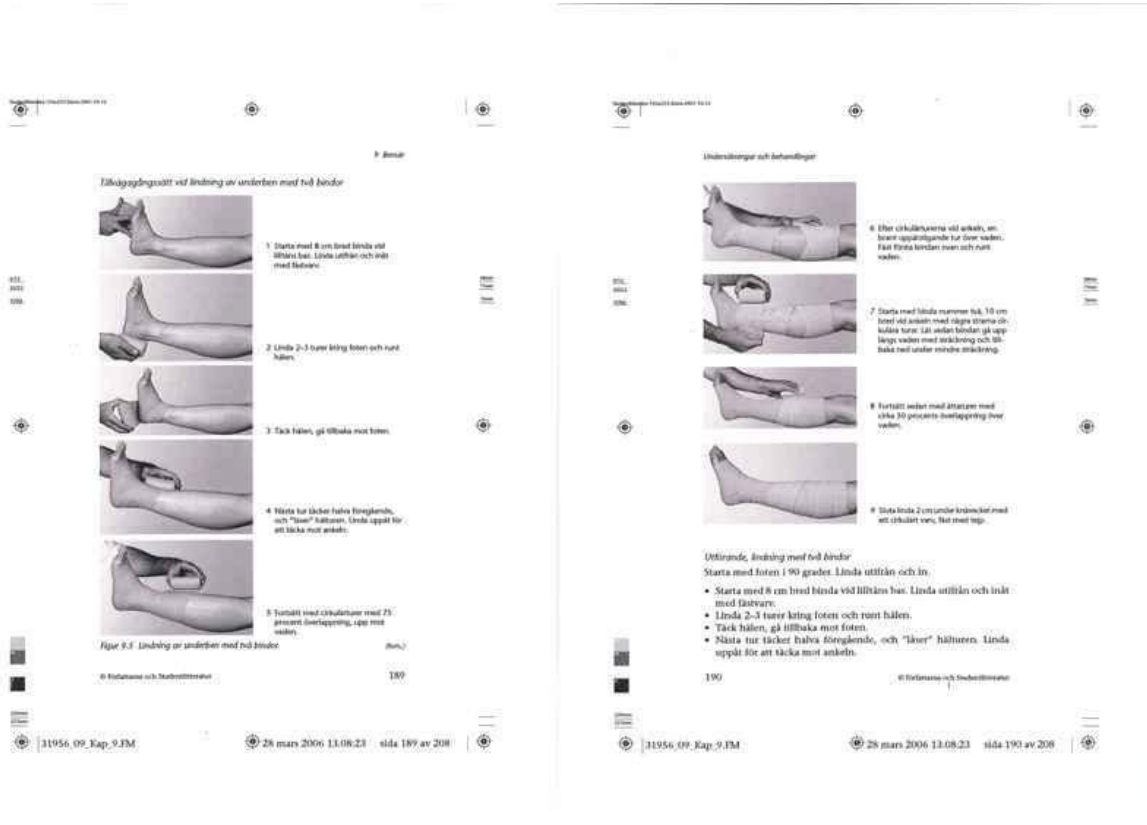 9 Bensår
Tillvägagångssätt vid lindning av underben med två bindor
1 Starta med 8 cm bred binda vid
lilltåns bas. Linda utifrån och inåt
med fästvarv.
2 Linda 2–3 turer kring foten och runt
hälen.
3 Täck hälen, gå tillbaka mot foten.
4 Nästa tur täcker halva föregående,
och "låser" hälturen. Linda uppåt för
att täcka mot ankeln.
5 Fortsätt med cirkulärturer med 75
procent överlappning, upp mot
vaden.
Figur 9.5 Lindning av underben med två bindor
(forts.)
© Författarna och Studentlitteratur
189
31956_09_Kap_9.FM
28 mars 2006 13.08:23 sida 189 av 208
Undersökningar och behandlingar
6 Efter cirkulärturerna vid ankeln, en
brant uppåtstigande tur över vaden.
Fäst första bindan ovan och runt
vaden.
7 Starta med binda nummer två, 10 cm
bred vid ankeln med några strama cir-
kulära turer. Låt sedan bindan gå upp
längs vaden med sträckning och till-
baka ned under mindre sträckning.
8 Fortsätt sedan med åttaturer med
cirka 50 procents överlappning över
vaden.
9 Sluta linda 2 cm under knävecket med
ett cirkulärt varv, fäst med tejp.
Utförande, lindning med två bindor
Starta med foten i 90 grader. Linda utifrån och in.
• Starta med 8 cm bred binda vid lilltåns bas. Linda utifrån och inåt
med fästvarv.
• Linda 2–3 turer kring foten och runt hälen.
• Täck hälen, gå tillbaka mot foten.
• Nästa tur täcker halva föregående, och "låser" hälturen. Linda
uppåt för att täcka mot ankeln.
190
© Författarna och Studentlitteratur
31956_09_Kap_9.FM
28 mars 2006 13.08:23 sida 190 av 208